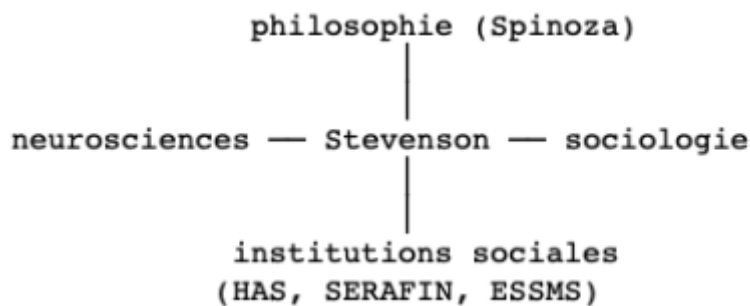 philosophie (Spinoza)
neurosciences — Stevenson — sociologie
institutions sociales
(HAS, SERAFIN, ESSMS)